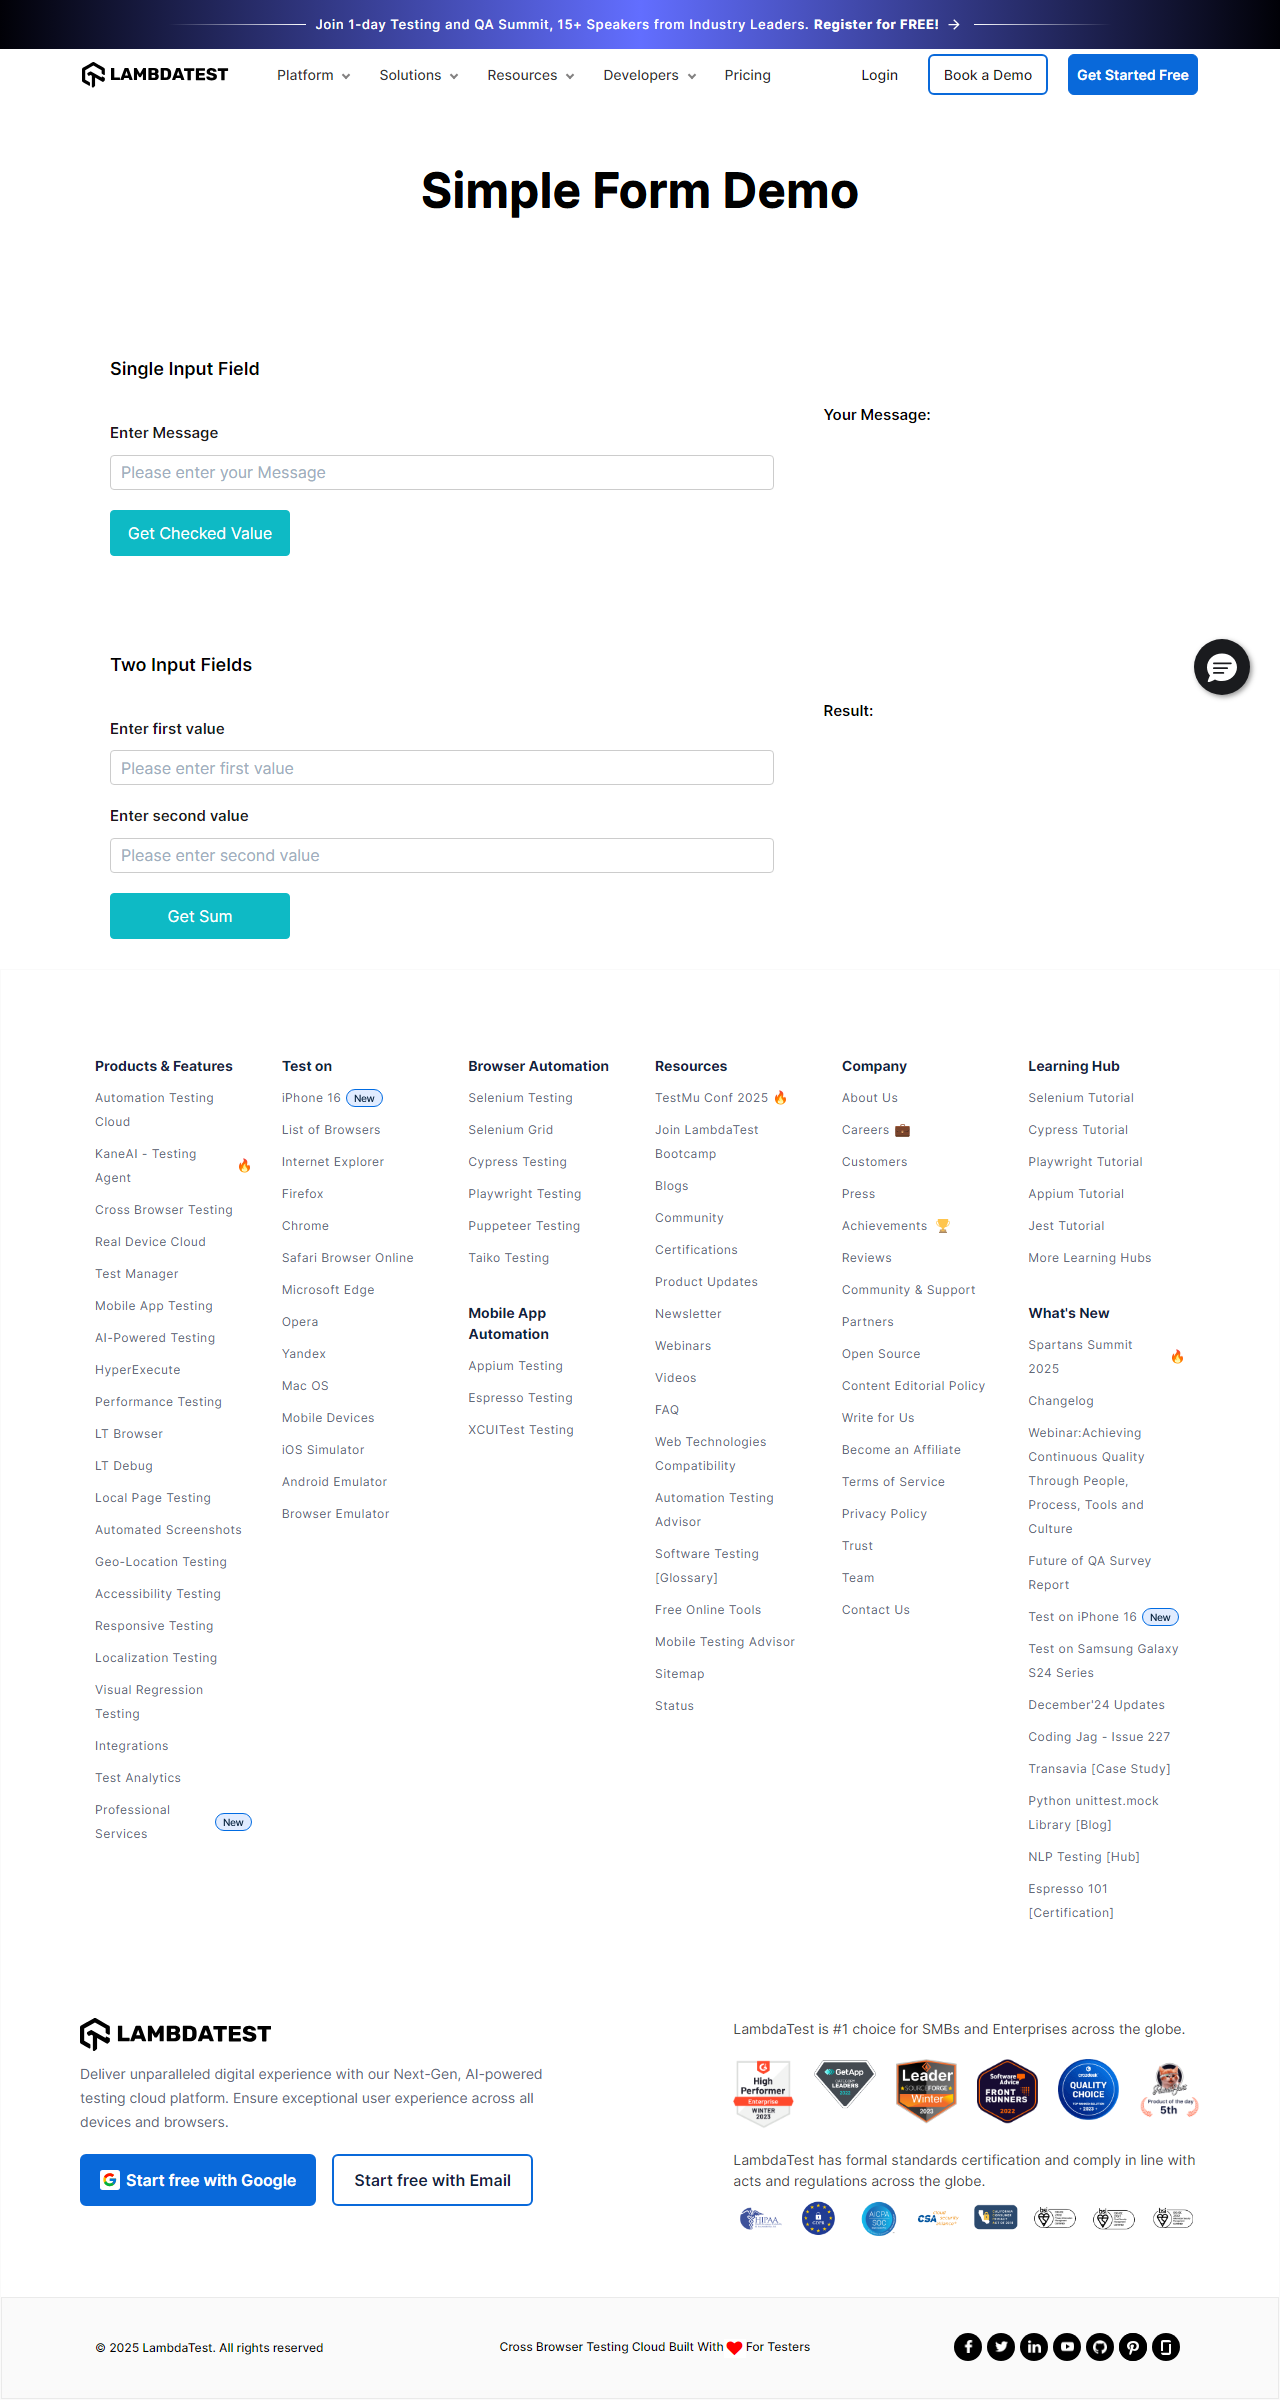 Join 1-day Testing and QA Summit, 15+ Speakers from Industry Leaders. Register for FREE! →
LAMBDATEST
Platform
Solutions
Resources
Developers
Pricing
Login
Book a Demo
Get Started Free
Simple Form Demo
Single Input Field
Enter Message
Please enter your Message
Get Checked Value
Your Message:
Two Input Fields
Enter first value
Please enter first value
Enter second value
Please enter second value
Get Sum
Result:
Products & Features
Automation Testing
Cloud
KaneAI - Testing
Agent 🔥
Cross Browser Testing
Real Device Cloud
Test Manager
Mobile App Testing
AI-Powered Testing
HyperExecute
Performance Testing
LT Browser
LT Debug
Local Page Testing
Automated Screenshots
Geo-Location Testing
Accessibility Testing
Responsive Testing
Localization Testing
Visual Regression
Testing
Integrations
Test Analytics
Professional
Services New
Test on
iPhone 16 New
List of Browsers
Internet Explorer
Firefox
Chrome
Safari Browser Online
Microsoft Edge
Opera
Yandex
Mac OS
Mobile Devices
iOS Simulator
Android Emulator
Browser Emulator
Browser Automation
Selenium Testing
Selenium Grid
Cypress Testing
Playwright Testing
Puppeteer Testing
Taiko Testing
Mobile App
Automation
Appium Testing
Espresso Testing
XCUITest Testing
Resources
TestMu Conf 2025 🔥
Join LambdaTest
Bootcamp
Blogs
Community
Certifications
Product Updates
Newsletter
Webinars
Videos
FAQ
Web Technologies
Compatibility
Automation Testing
Advisor
Software Testing
[Glossary]
Free Online Tools
Mobile Testing Advisor
Sitemap
Status
Company
About Us
Careers 💼
Customers
Press
Achievements 🏆
Reviews
Community & Support
Partners
Open Source
Content Editorial Policy
Write for Us
Become an Affiliate
Terms of Service
Privacy Policy
Trust
Team
Contact Us
Learning Hub
Selenium Tutorial
Cypress Tutorial
Playwright Tutorial
Appium Tutorial
Jest Tutorial
More Learning Hubs
What's New
Spartans Summit
2025 🔥
Changelog
Webinar:Achieving
Continuous Quality
Through People,
Process, Tools and
Culture
Future of QA Survey
Report
Test on iPhone 16 New
Test on Samsung Galaxy
S24 Series
December'24 Updates
Coding Jag - Issue 227
Transavia [Case Study]
Python unittest.mock
Library [Blog]
NLP Testing [Hub]
Espresso 101
[Certification]
LAMBDATEST
Deliver unparalleled digital experience with our Next-Gen, AI-powered
testing cloud platform. Ensure exceptional user experience across all
devices and browsers.
Start free with Google
Start free with Email
LambdaTest is #1 choice for SMBs and Enterprises across the globe.
High
Performer
Enterprise
WINTER
2023
GetApp
CATEGORY
LEADERS
2022
Leader
SOURCEFORGE
Winter
2023
Software
Advice
FRONT
RUNNERS
2022
crozdesk
QUALITY
CHOICE
2023
Product of the day
5th
LambdaTest has formal standards certification and comply in line with
acts and regulations across the globe.
HIPAA
GDPR
AICPA
SOC
CSA
bsi
bsi
bsi
© 2025 LambdaTest. All rights reserved
Cross Browser Testing Cloud Built With ❤ For Testers